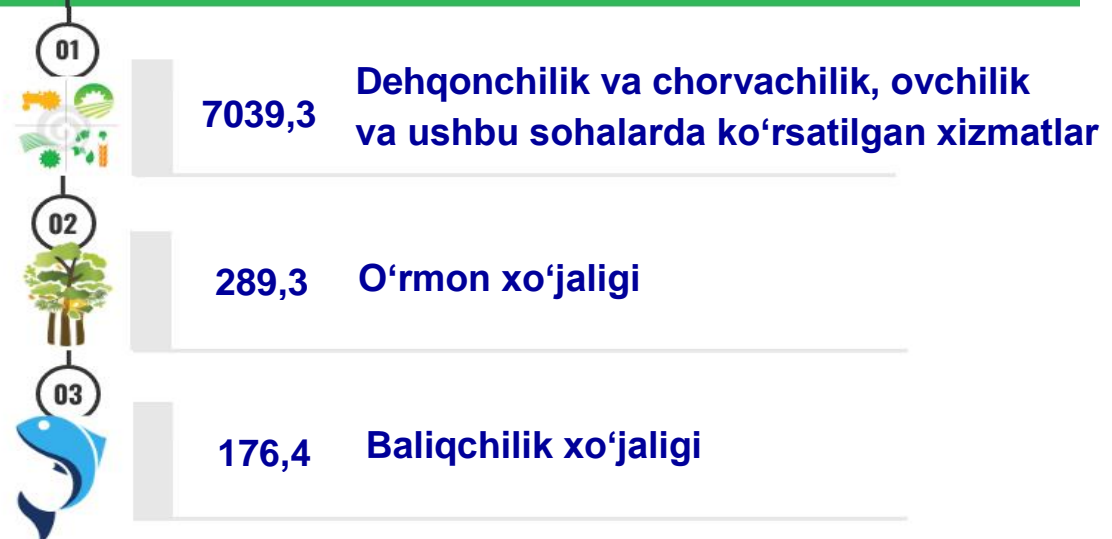 01
7039,3
Dehqonchilik va chorvachilik, ovchilik
va ushbu sohalarda ko‘rsatilgan xizmatlar
02
289,3
O‘rmon xo‘jaligi
03
176,4
Baliqchilik xo‘jaligi